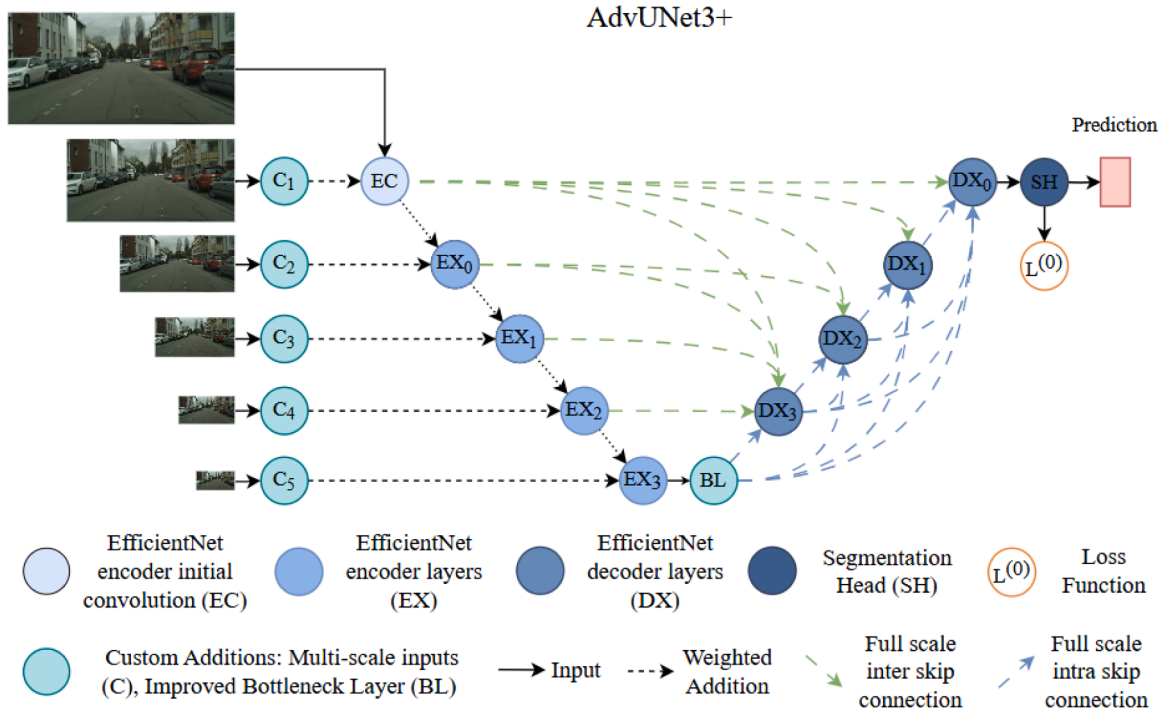 AdvUNet3+
Prediction
C₁ EC DX₀ SH
C₂ EX₀ DX₁ L⁽⁰⁾
C₃ EX₁ DX₂
C₄ EX₂ DX₃
C₅ EX₃ BL
EfficientNet
encoder initial
convolution (EC)
EfficientNet
encoder layers
(EX)
EfficientNet
decoder layers
(DX)
Segmentation
Head (SH)
L⁽⁰⁾
Loss
Function
Custom Additions: Multi-scale inputs
(C), Improved Bottleneck Layer (BL)
Input
Weighted
Addition
Full scale
inter skip
connection
Full scale
intra skip
connection